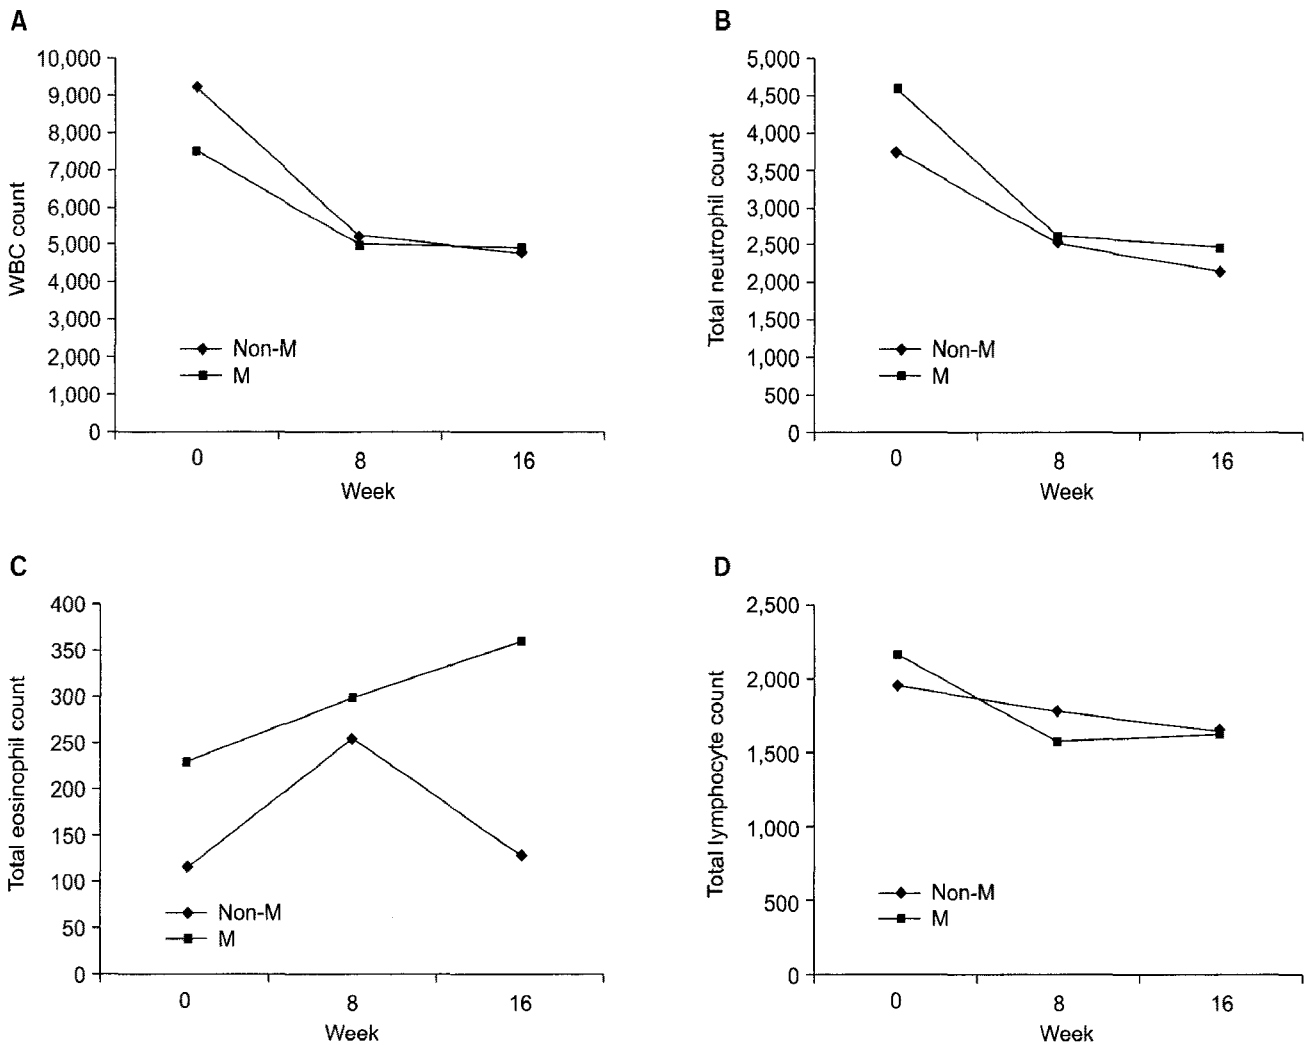 A
10,000
9,000
8,000
7,000
6,000
5,000
4,000
3,000
2,000
1,000
0
WBC count
Non-M
M
0
8
16
Week
B
5,000
4,500
4,000
3,500
3,000
2,500
2,000
1,500
1,000
500
0
Total neutrophil count
Non-M
M
0
8
16
Week
C
400
350
300
250
200
150
100
50
0
Total eosinophil count
Non-M
M
0
8
16
Week
D
2,500
2,000
1,500
1,000
500
0
Total lymphocyte count
Non-M
M
0
8
16
Week